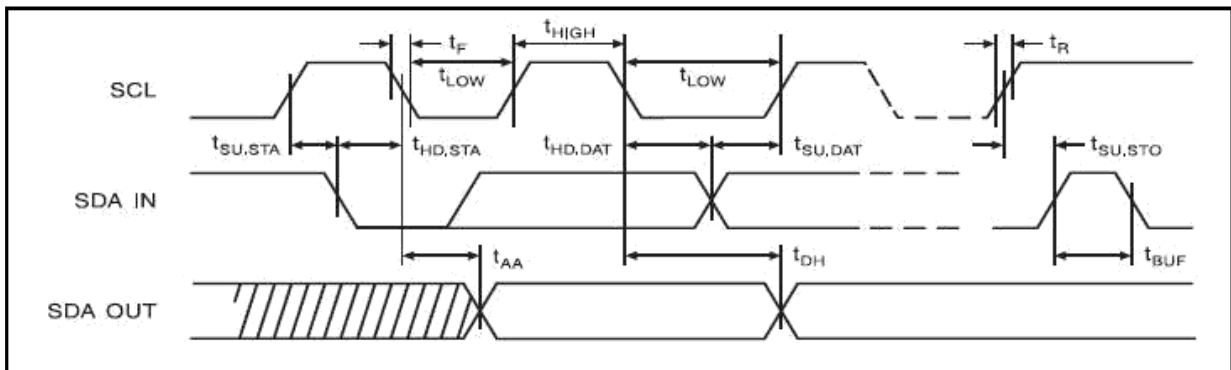 tHIGH
tF
tR
SCL
tLOW
tLOW
tSU,STA
tHD,STA
tHD,DAT
tSU,DAT
tSU,STO
SDA IN
tAA
tDH
tBUF
SDA OUT